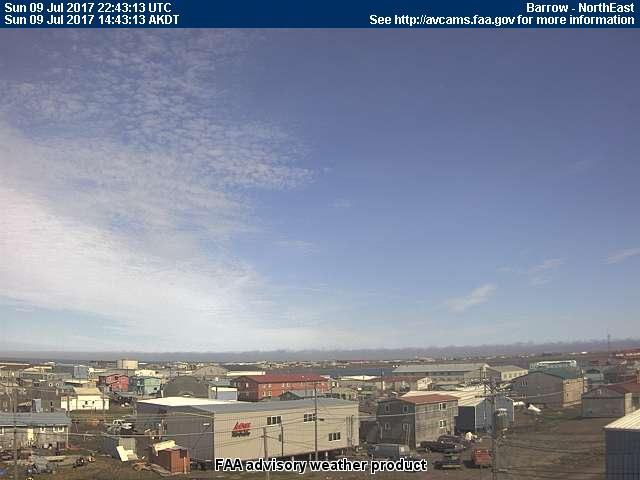 Sun 09 Jul 2017 22:43:13 UTC
Barrow - NorthEast
Sun 09 Jul 2017 14:43:13 AKDT
See http://avcams.faa.gov for more information
FAA advisory weather product